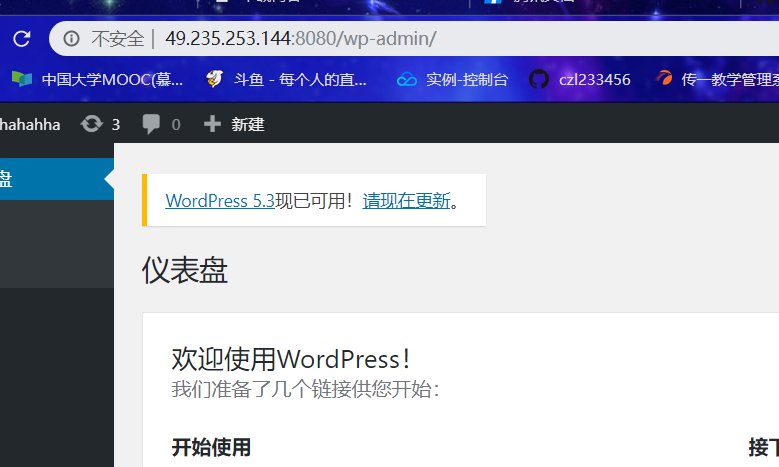 不安全 | 49.235.253.144:8080/wp-admin/
中国大学MOOC(慕... 斗鱼 - 每个人的直... 实例-控制台 czl233456 传一教学管理系
hahahha 3 0 新建
盘
WordPress 5.3现已可用！请现在更新。
仪表盘
欢迎使用WordPress！
我们准备了几个链接供您开始：
开始使用 接下